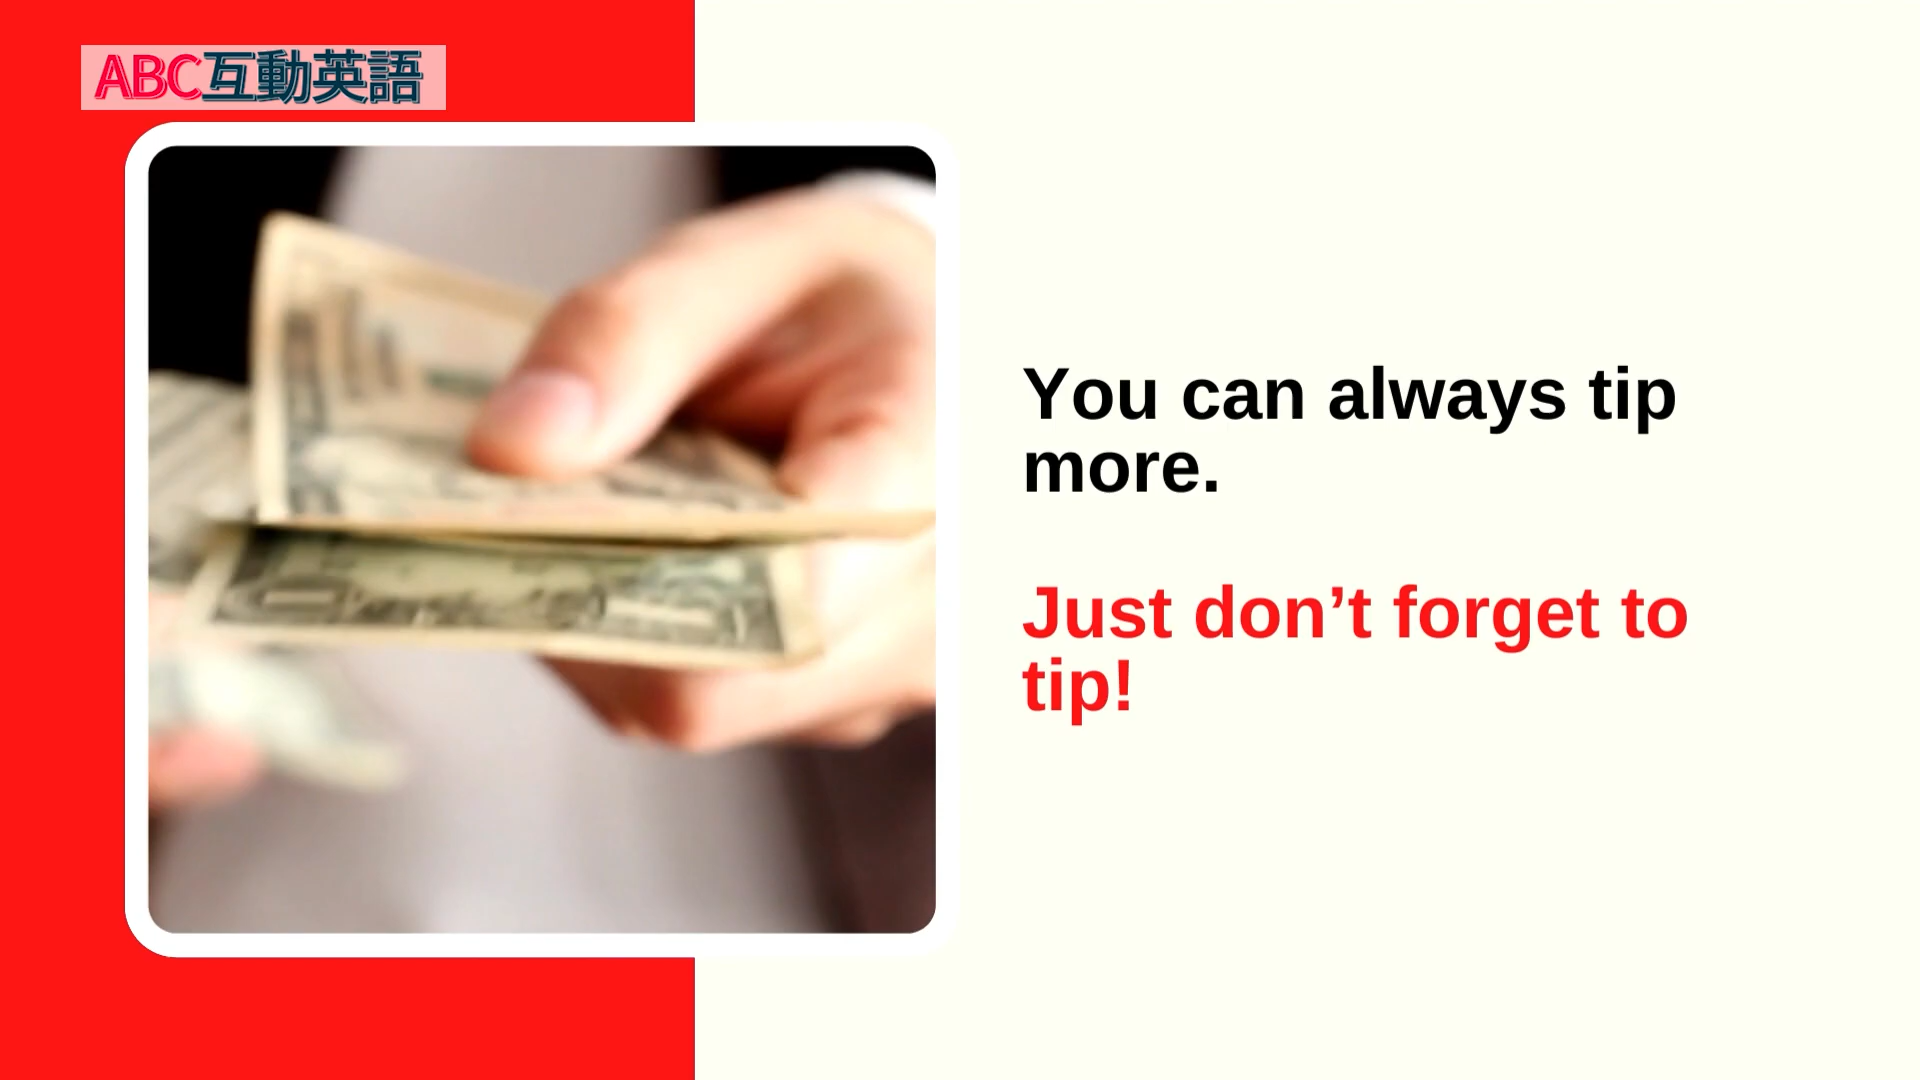 ABC互動英語
You can always tip
more.
Just don’t forget to
tip!